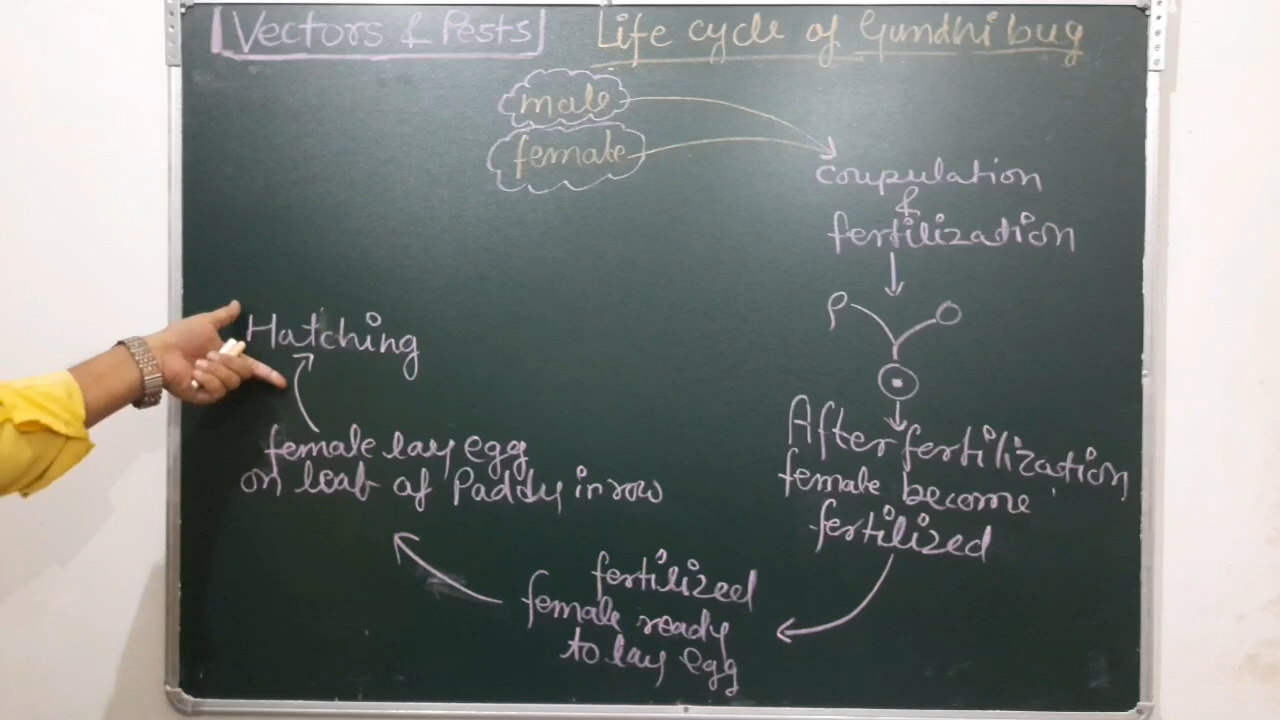 Vectors & Pests
Life cycle of Gundhi bug
male
female
Coupulation
&
fertilization
After fertilization
female become
fertilized
fertilized
female ready
to lay egg
female lay egg
on leaf of Paddy in row
Hatching